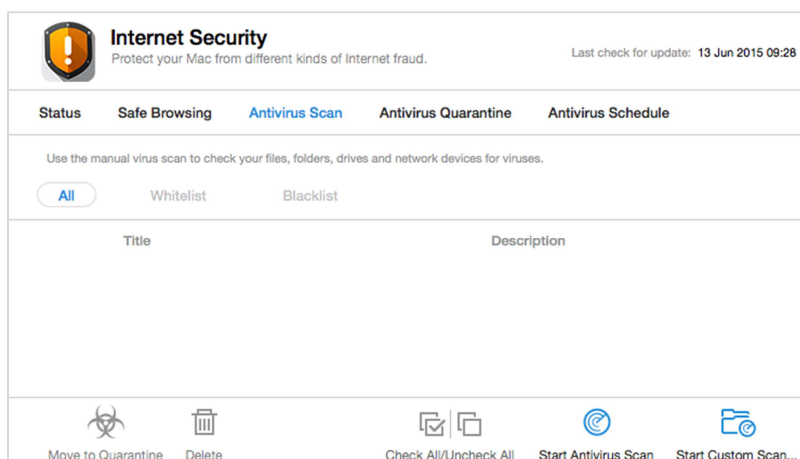 Internet Security
Protect your Mac from different kinds of Internet fraud.
Last check for update: 13 Jun 2015 09:28
Status Safe Browsing Antivirus Scan Antivirus Quarantine Antivirus Schedule
Use the manual virus scan to check your files, folders, drives and network devices for viruses.
All Whitelist Blacklist
Title Description
Move to Quarantine Delete Check All/Uncheck All Start Antivirus Scan Start Custom Scan...